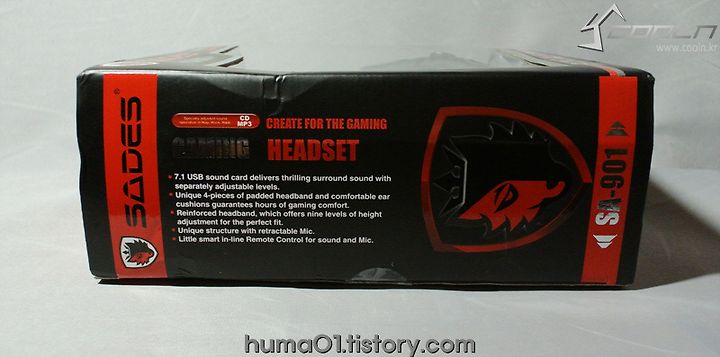 COOLN
www.cooln.kr
SADES®
CD
MP3
CREATE FOR THE GAMING
GAMING HEADSET
• 7.1 USB sound card delivers thrilling surround sound with
separately adjustable levels.
• Unique 4-pieces of padded headband and comfortable ear
cushions guarantees hours of gaming comfort.
• Reinforced headband, which offers nine levels of height
adjustment for the perfect fit.
• Unique structure with retractable Mic.
• Little smart in-line Remote Control for sound and Mic.
SA-901
huma01.tistory.com